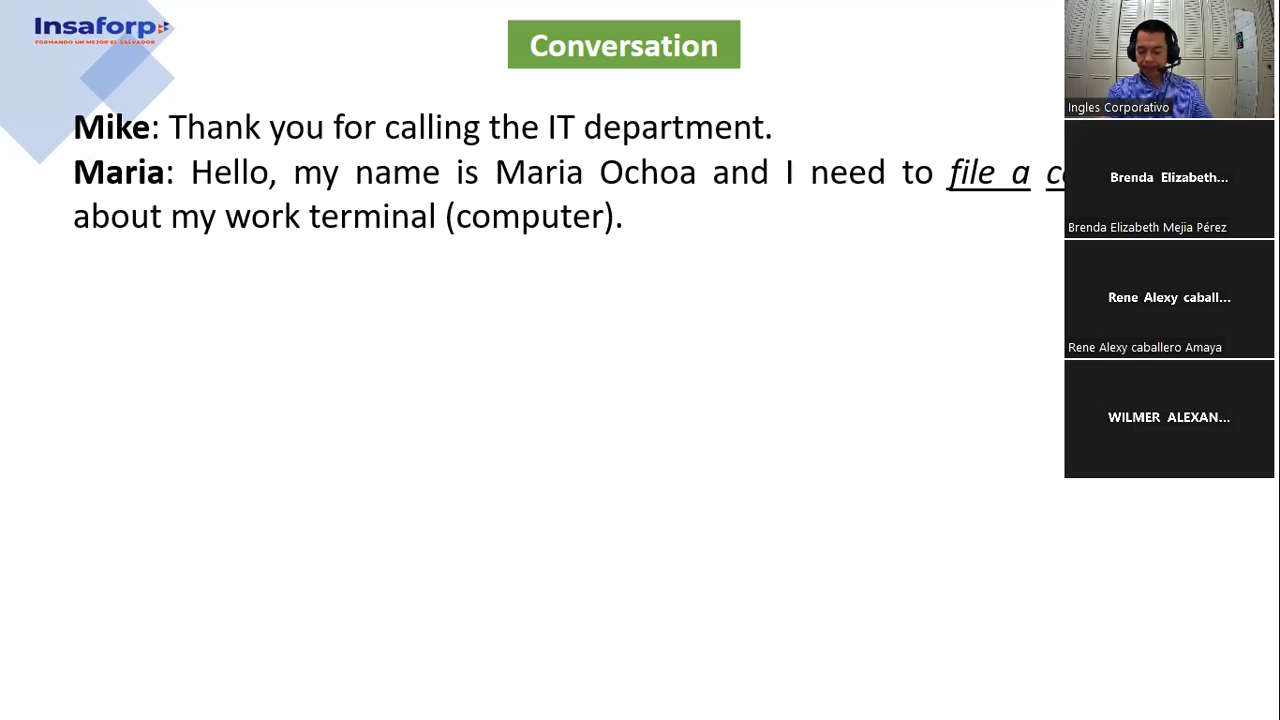 Insaforp
FORMANDO UN MEJOR EL SALVADOR
Conversation
Mike: Thank you for calling the IT department.
Maria: Hello, my name is Maria Ochoa and I need to file a
about my work terminal (computer).
Ingles Corporativo
Brenda Elizabeth...
Brenda Elizabeth Mejia Pérez
Rene Alexy caball...
Rene Alexy caballero Amaya
WILMER ALEXAN...